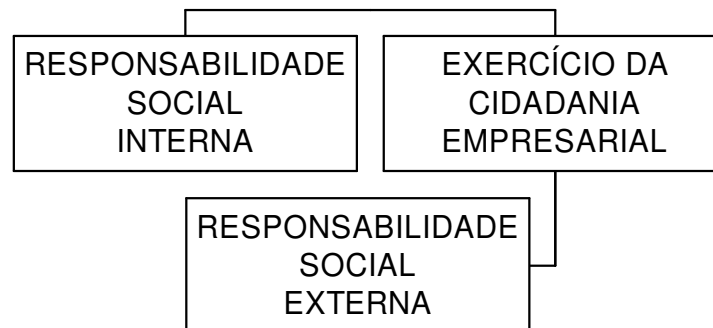 RESPONSABILIDADE
SOCIAL
INTERNA
EXERCÍCIO DA
CIDADANIA
EMPRESARIAL
RESPONSABILIDADE
SOCIAL
EXTERNA